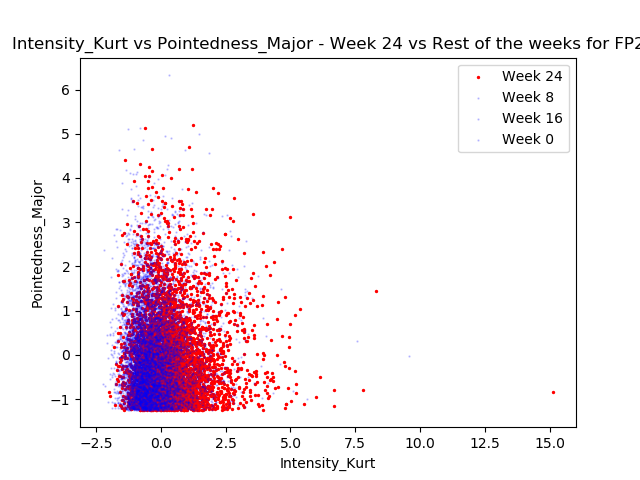 Intensity_Kurt vs Pointedness_Major - Week 24 vs Rest of the weeks for FP2
Week 24
Week 8
Week 16
Week 0
6
5
4
3
2
1
0
−1
Pointedness_Major
−2.5 0.0 2.5 5.0 7.5 10.0 12.5 15.0
Intensity_Kurt